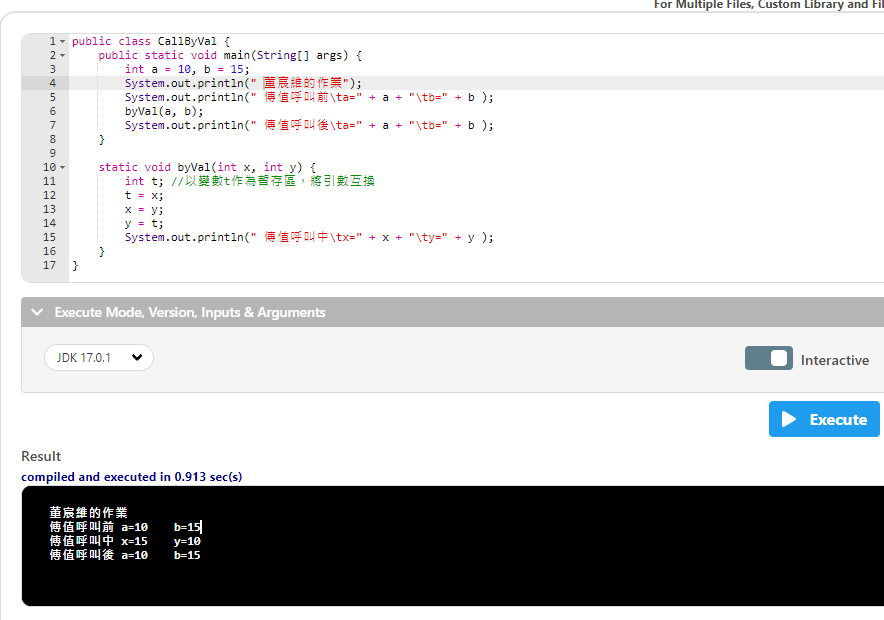 For Multiple Files, Custom Library and Fil
1 public class CallByVal {
2 public static void main(String[] args) {
3 int a = 10, b = 15;
4 System.out.println(" 董宸維的作業");
5 System.out.println(" 傳值呼叫前\ta=" + a + "\tb=" + b );
6 byVal(a, b);
7 System.out.println(" 傳值呼叫後\ta=" + a + "\tb=" + b );
8 }
9
10 static void byVal(int x, int y) {
11 int t; //以變數t作為暫存區，將引數互換
12 t = x;
13 x = y;
14 y = t;
15 System.out.println(" 傳值呼叫中\tx=" + x + "\ty=" + y );
16 }
17 }
Execute Mode, Version, Inputs & Arguments
JDK 17.0.1
Interactive
Execute
Result
compiled and executed in 0.913 sec(s)
董宸維的作業
傳值呼叫前 a=10 b=15
傳值呼叫中 x=15 y=10
傳值呼叫後 a=10 b=15